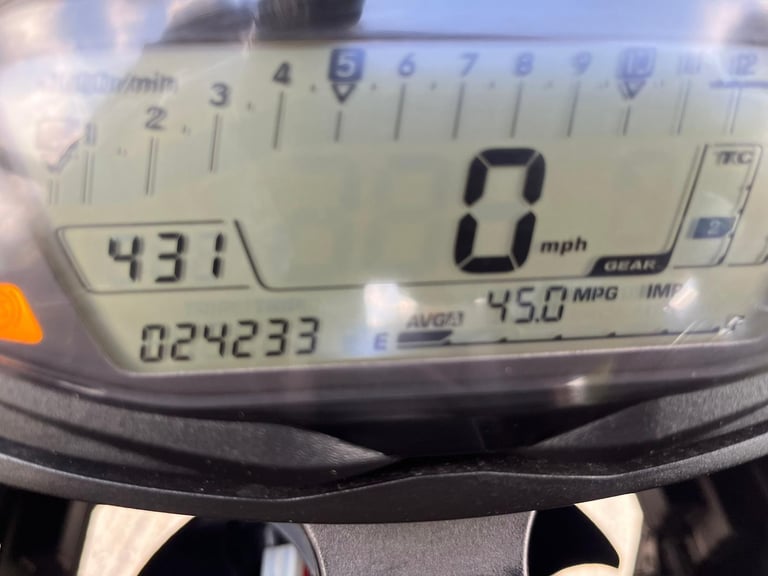 1 2 3 4 5 6 7 8 9 10 11 12
r/min
TC
2
431
0 mph
GEAR
024233
AVG
45.0 MPG IMP
E F